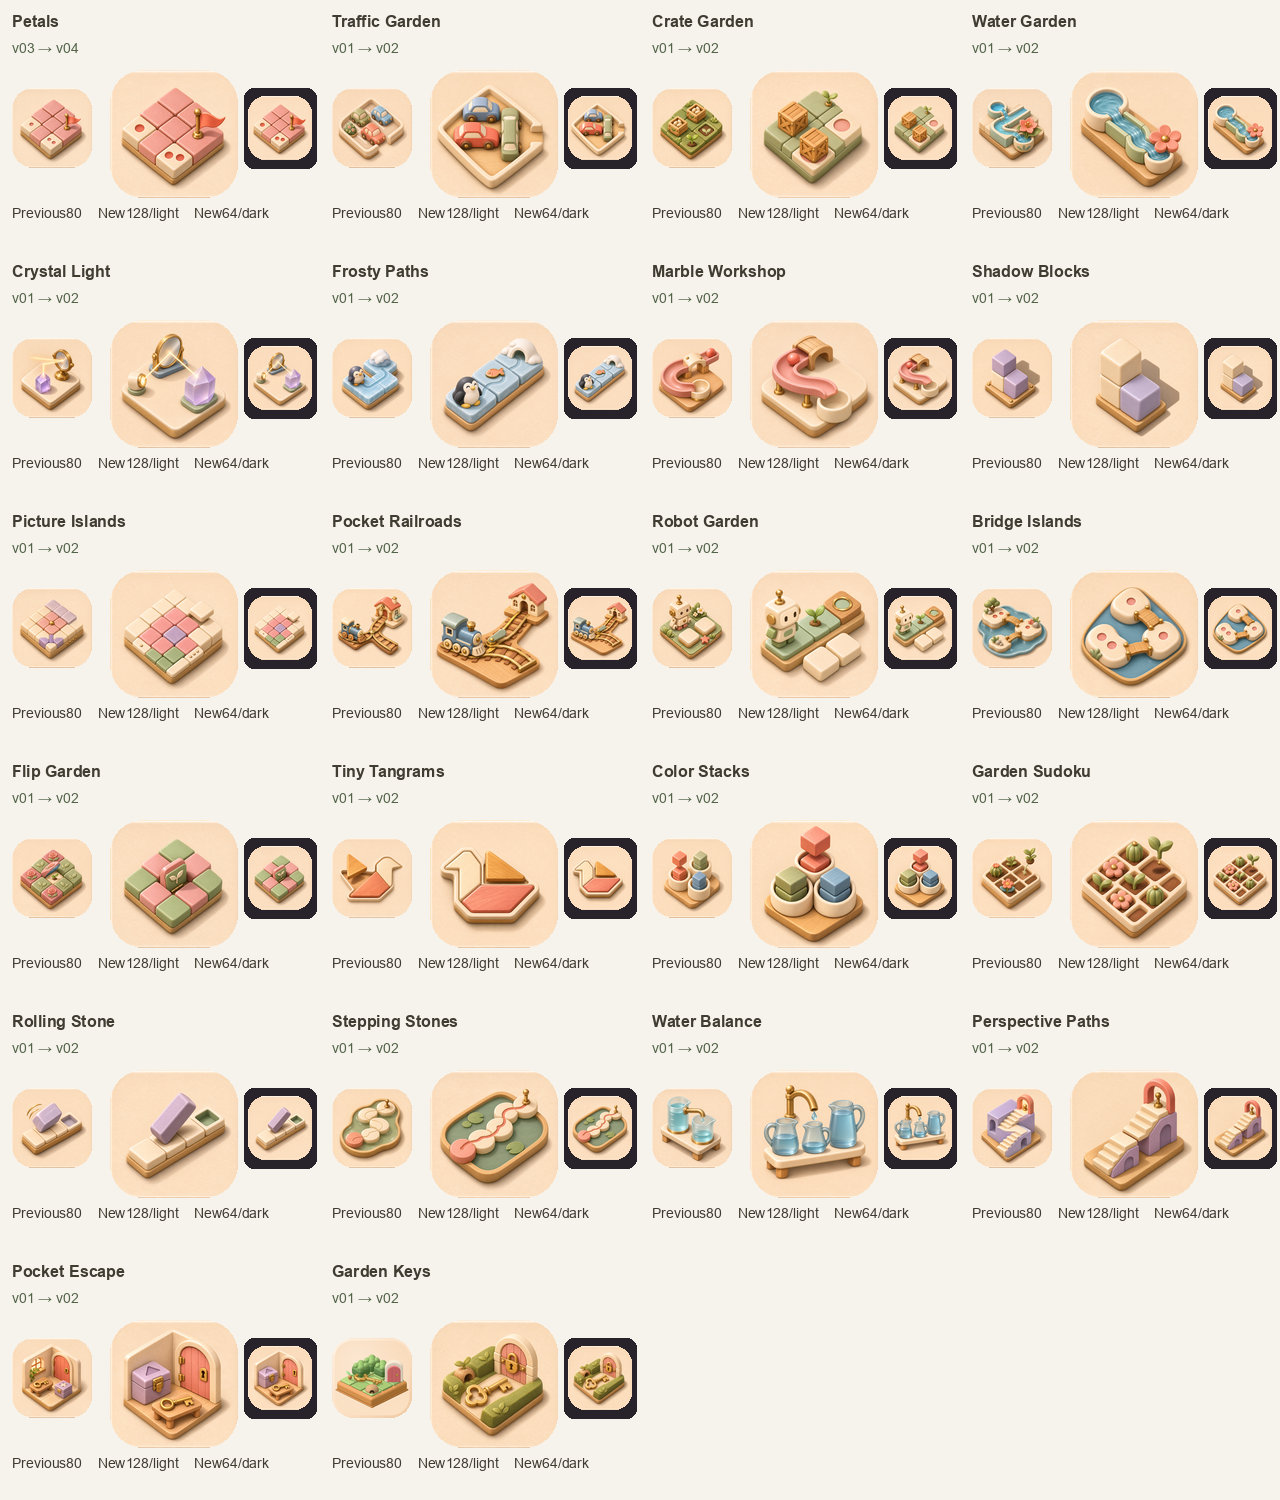 Petals
v03 → v04
Previous80 New128/light New64/dark
Traffic Garden
v01 → v02
Previous80 New128/light New64/dark
Crate Garden
v01 → v02
Previous80 New128/light New64/dark
Water Garden
v01 → v02
Previous80 New128/light New64/dark
Crystal Light
v01 → v02
Previous80 New128/light New64/dark
Frosty Paths
v01 → v02
Previous80 New128/light New64/dark
Marble Workshop
v01 → v02
Previous80 New128/light New64/dark
Shadow Blocks
v01 → v02
Previous80 New128/light New64/dark
Picture Islands
v01 → v02
Previous80 New128/light New64/dark
Pocket Railroads
v01 → v02
Previous80 New128/light New64/dark
Robot Garden
v01 → v02
Previous80 New128/light New64/dark
Bridge Islands
v01 → v02
Previous80 New128/light New64/dark
Flip Garden
v01 → v02
Previous80 New128/light New64/dark
Tiny Tangrams
v01 → v02
Previous80 New128/light New64/dark
Color Stacks
v01 → v02
Previous80 New128/light New64/dark
Garden Sudoku
v01 → v02
Previous80 New128/light New64/dark
Rolling Stone
v01 → v02
Previous80 New128/light New64/dark
Stepping Stones
v01 → v02
Previous80 New128/light New64/dark
Water Balance
v01 → v02
Previous80 New128/light New64/dark
Perspective Paths
v01 → v02
Previous80 New128/light New64/dark
Pocket Escape
v01 → v02
Previous80 New128/light New64/dark
Garden Keys
v01 → v02
Previous80 New128/light New64/dark